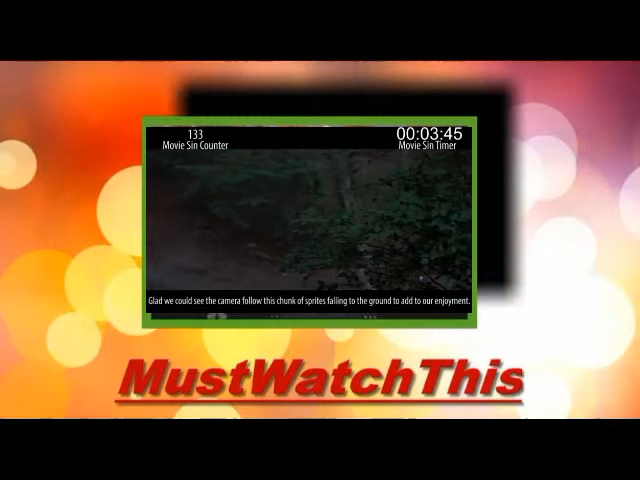 133
Movie Sin Counter
00:03:45
Movie Sin Timer
Glad we could see the camera follow this chunk of sprites falling to the ground to add to our enjoyment.
MustWatchThis